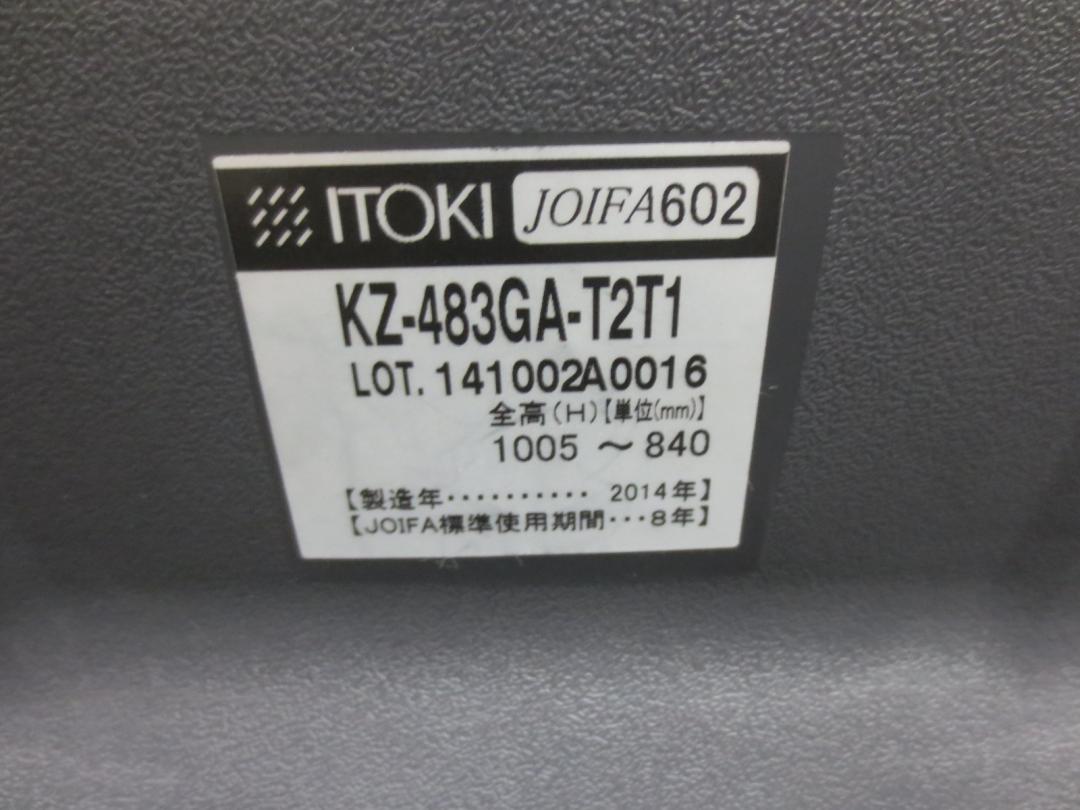 ITOKI JOIFA602
KZ-483GA-T2T1
LOT. 141002A0016
全高(H)【単位(mm)】
1005 ～ 840
【製造年･･････････ 2014年】
【JOIFA標準使用期間･･･8年】